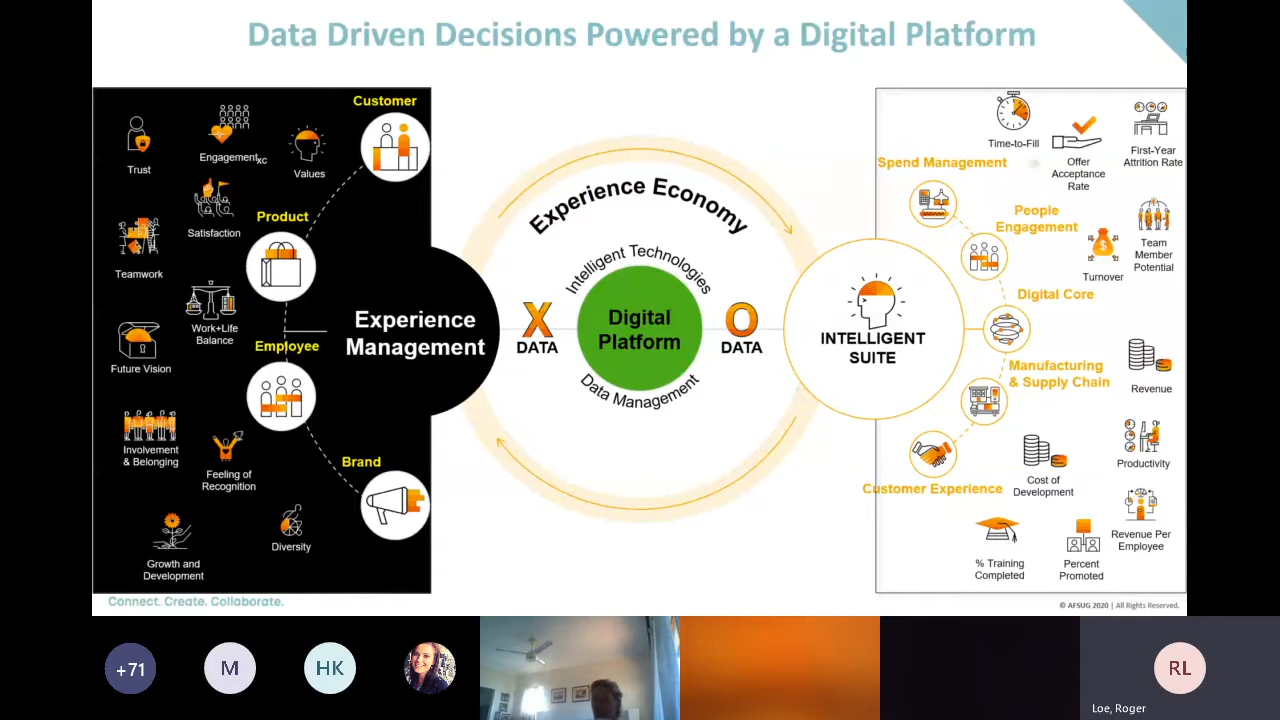 Data Driven Decisions Powered by a Digital Platform
Customer
Trust
Engagement
xc
Values
Product
Satisfaction
Teamwork
Work+Life
Balance
Employee
Future Vision
Involvement
& Belonging
Feeling of
Recognition
Brand
Diversity
Growth and
Development
Experience
Management
Experience Economy
Intelligent Technologies
X
DATA
Digital
Platform
O
DATA
Data Management
INTELLIGENT
SUITE
Spend Management
People
Engagement
Digital Core
Manufacturing
& Supply Chain
Customer Experience
Time-to-Fill
Offer
Acceptance
Rate
First-Year
Attrition Rate
Turnover
Team
Member
Potential
Revenue
Productivity
Cost of
Development
Revenue Per
Employee
% Training
Completed
Percent
Promoted
Connect. Create. Collaborate.
© AFSUG 2020 | All Rights Reserved.
+71
M
HK
RL
Loe, Roger